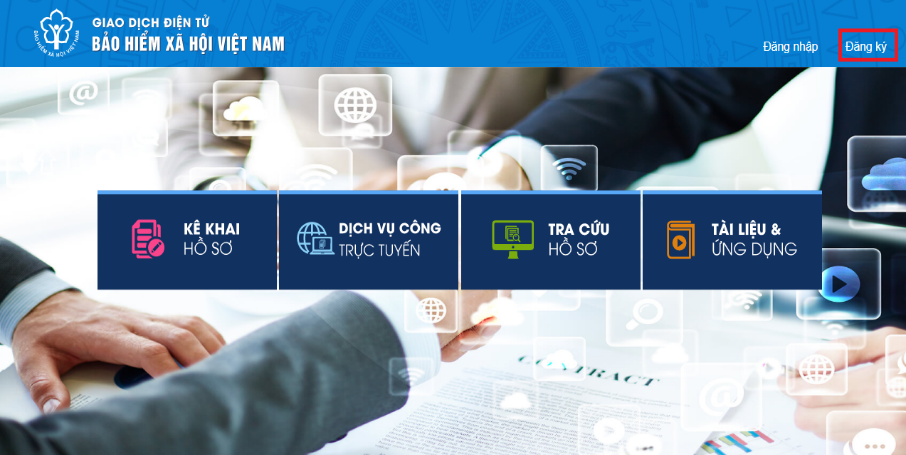 GIAO DỊCH ĐIỆN TỬ
BẢO HIỂM XÃ HỘI VIỆT NAM
Đăng nhập
Đăng ký
KÊ KHAI
HỒ SƠ
DỊCH VỤ CÔNG
TRỰC TUYẾN
TRA CỨU
HỒ SƠ
TÀI LIỆU &
ỨNG DỤNG
CONTRACT